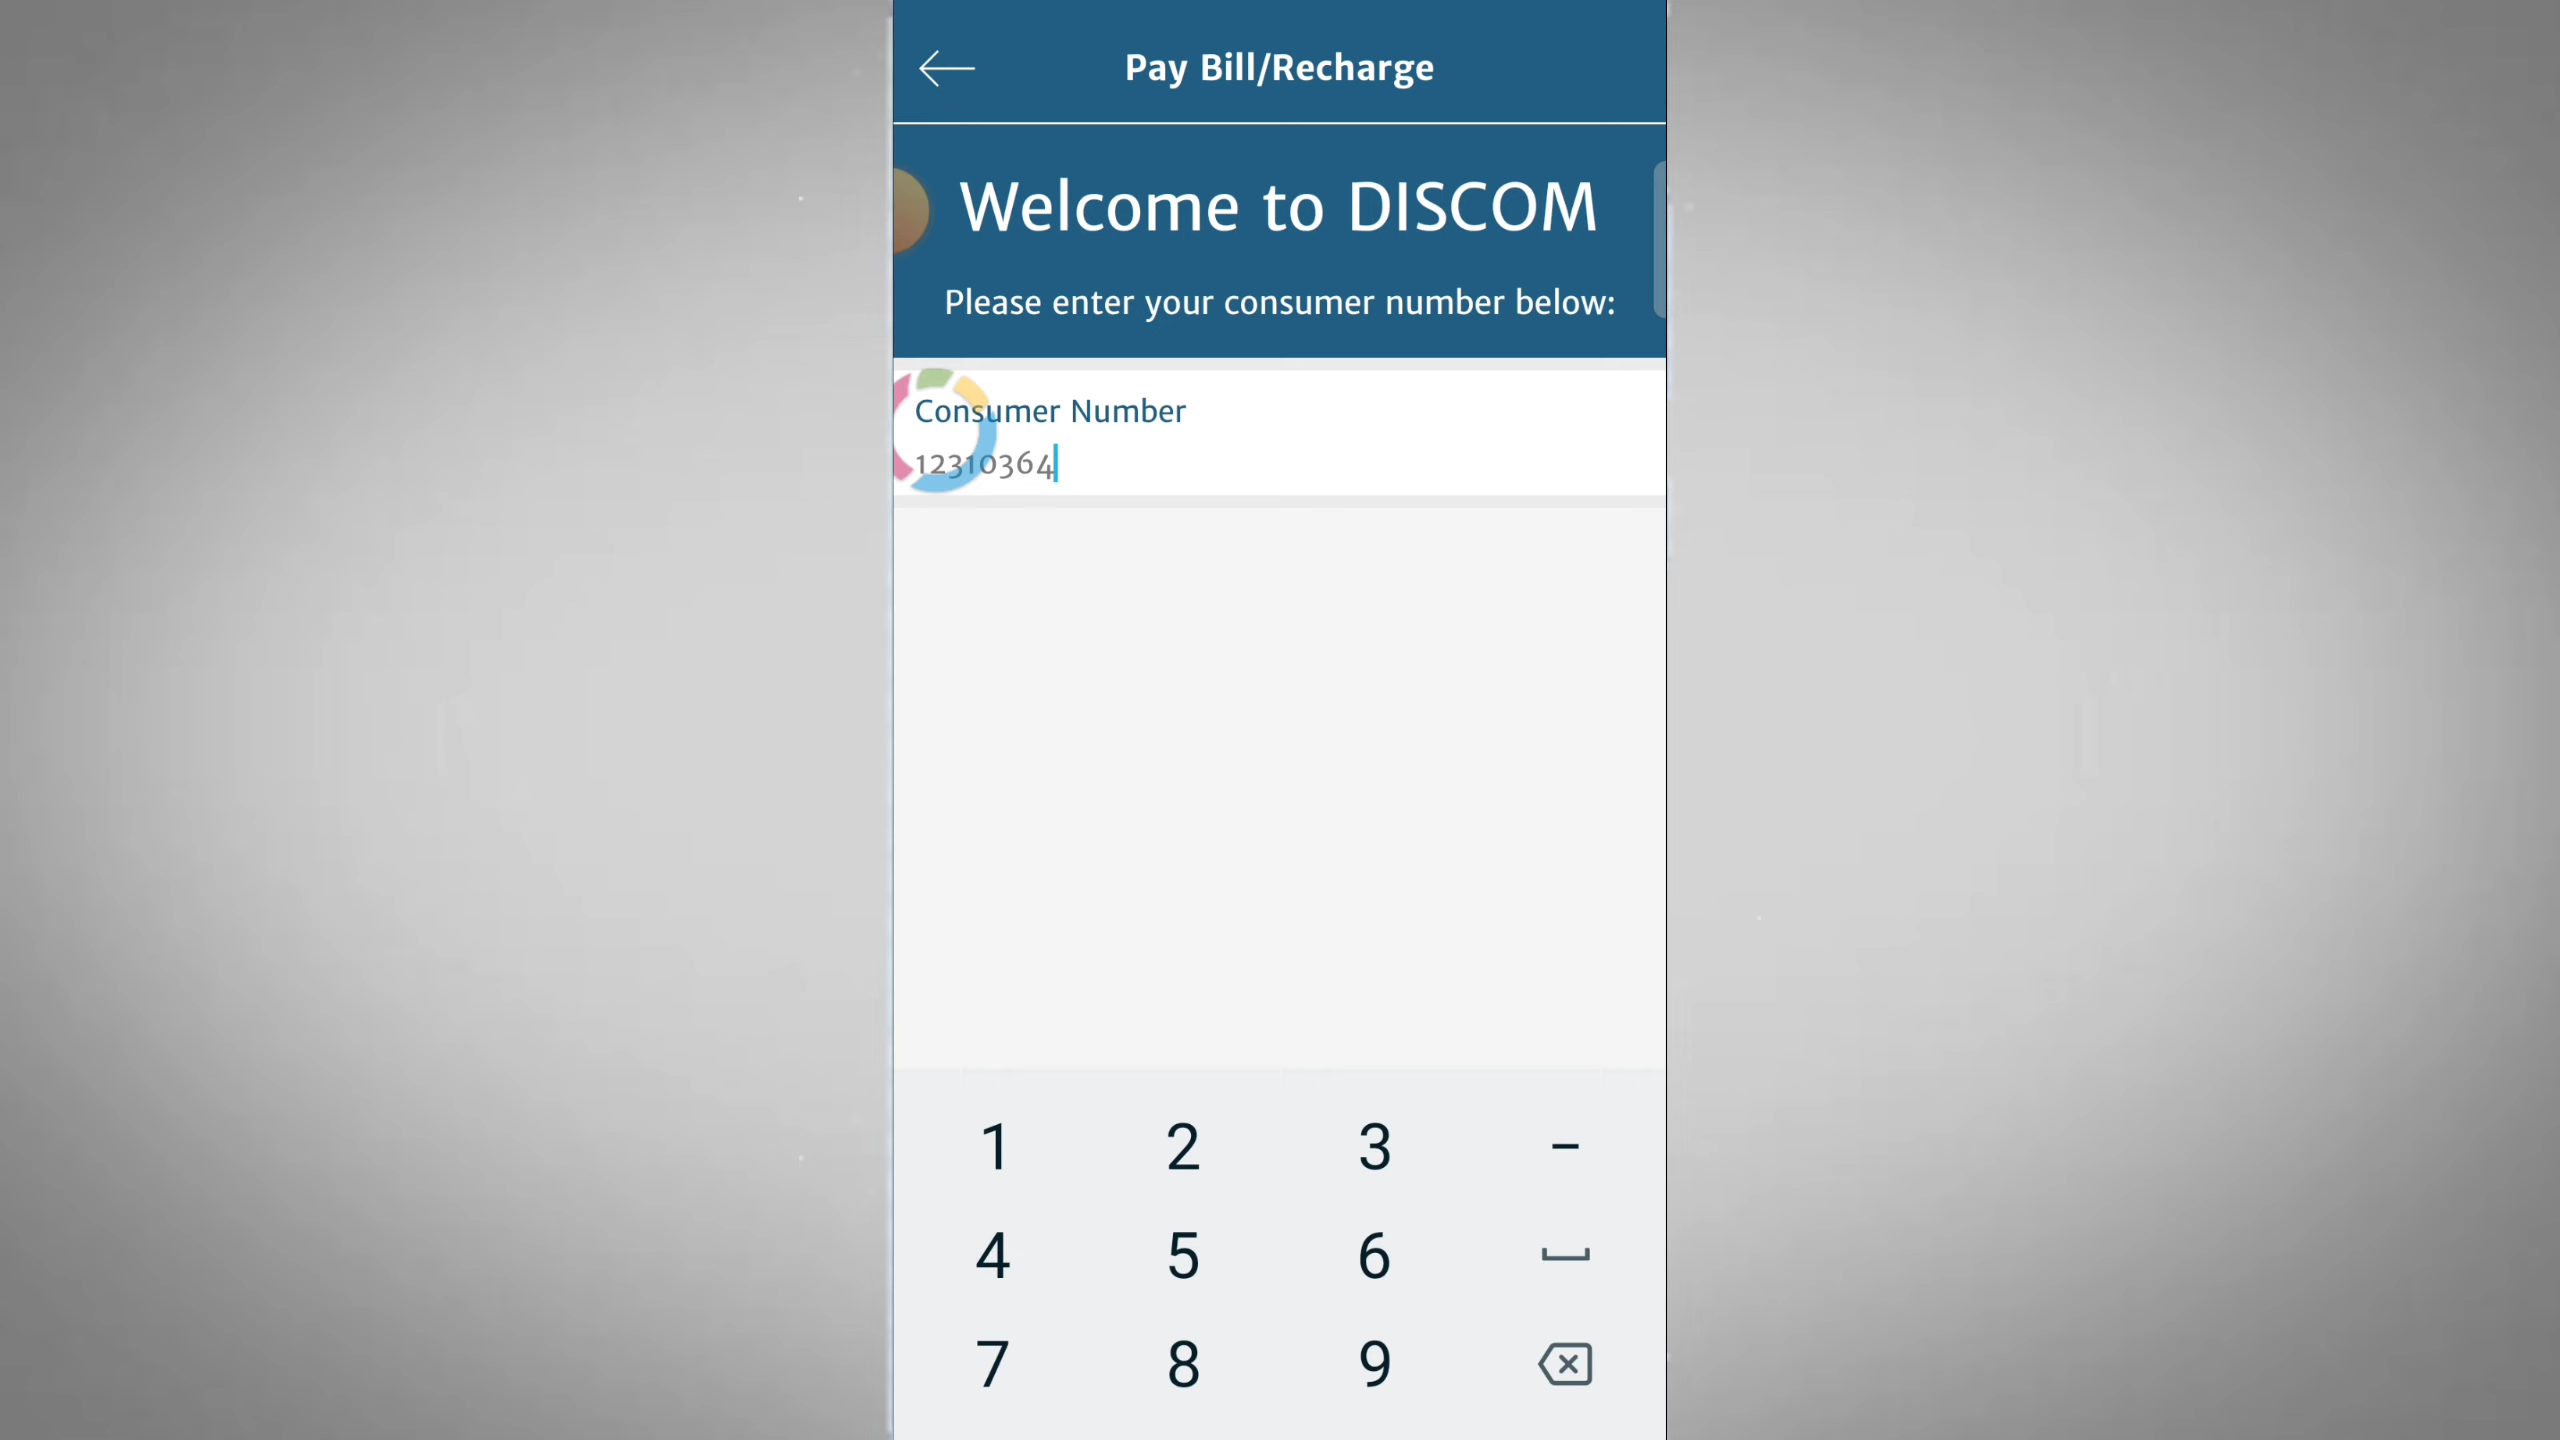 Pay Bill/Recharge
Welcome to DISCOM
Please enter your consumer number below:
Consumer Number
12310364
1 2 3 –
4 5 6
7 8 9